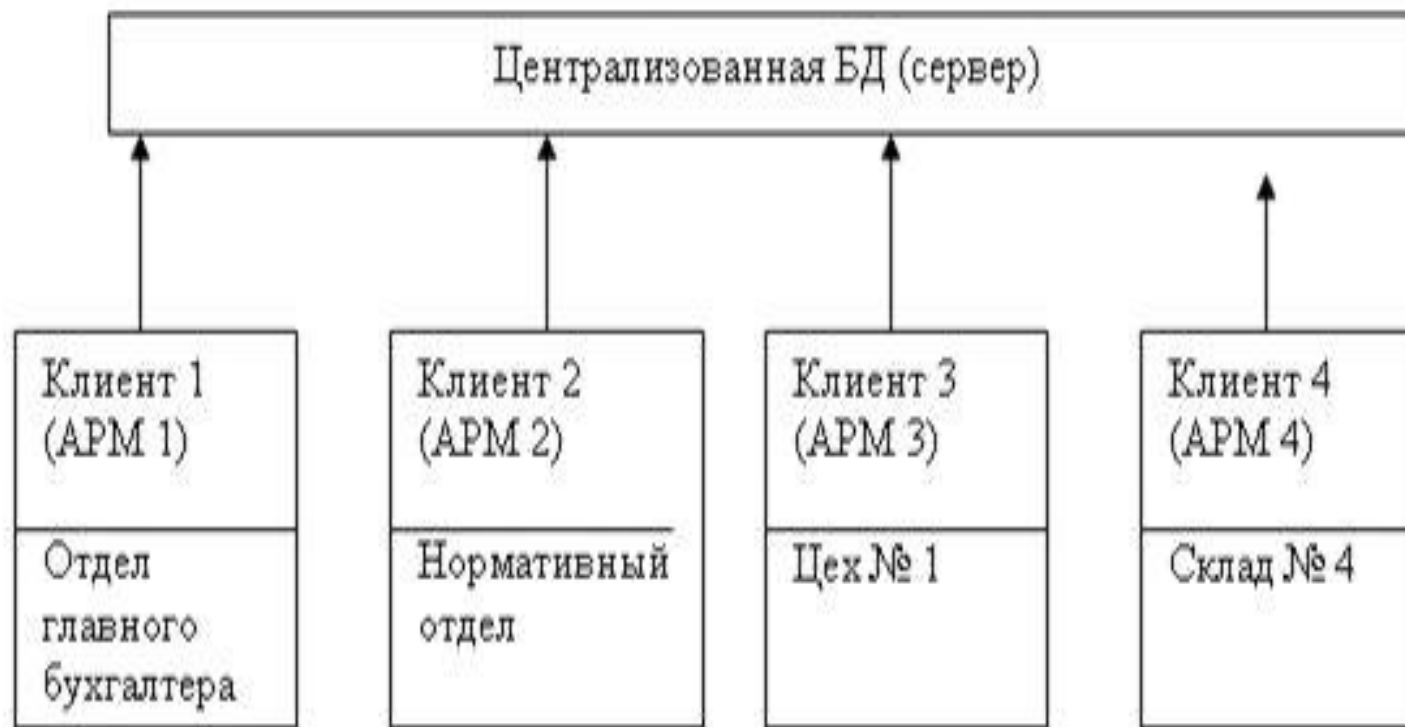 Централизованная БД (сервер)
Клиент 1
(АРМ 1)
Отдел
главного
бухгалтера
Клиент 2
(АРМ 2)
Нормативный
отдел
Клиент 3
(АРМ 3)
Цех № 1
Клиент 4
(АРМ 4)
Склад № 4